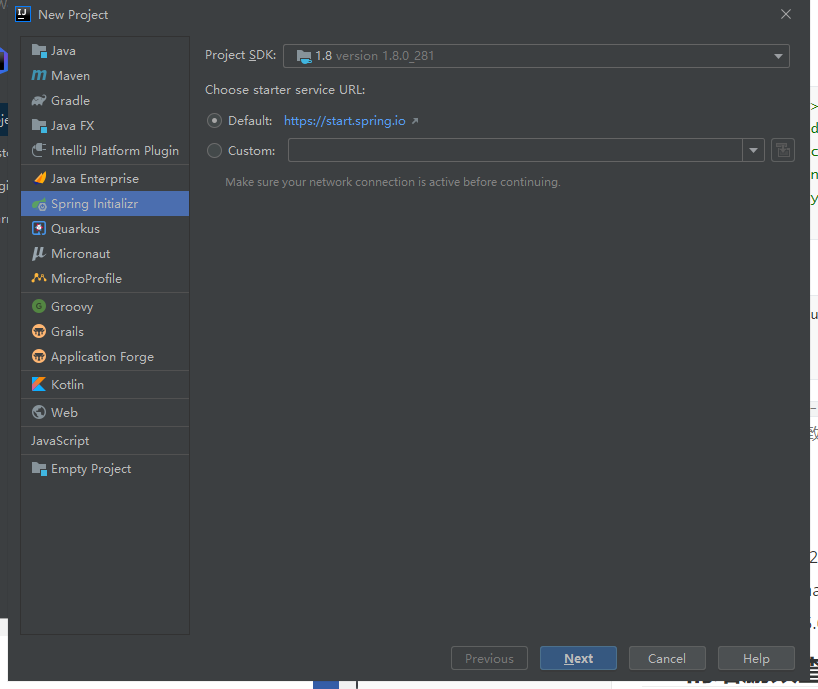 New Project
Java
Maven
Gradle
Java FX
IntelliJ Platform Plugin
Java Enterprise
Spring Initializr
Quarkus
Micronaut
MicroProfile
Groovy
Grails
Application Forge
Kotlin
Web
JavaScript
Empty Project
Project SDK: 1.8 version 1.8.0_281
Choose starter service URL:
Default: https://start.spring.io
Custom:
Make sure your network connection is active before continuing.
Previous Next Cancel Help